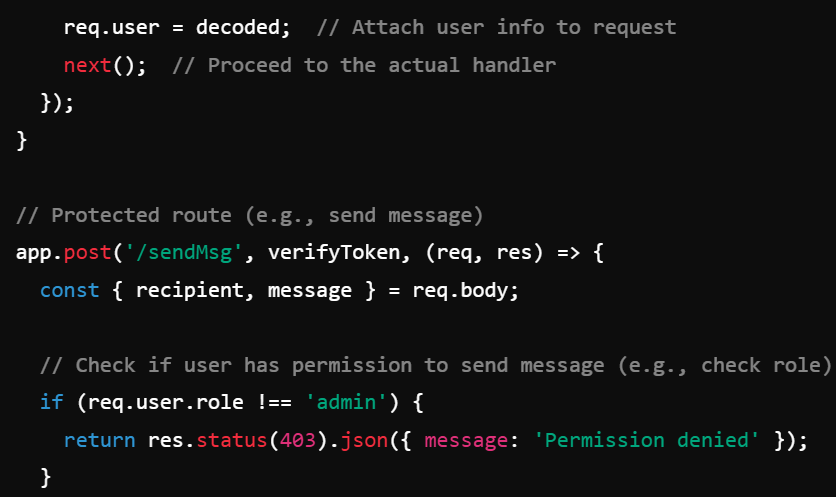 req.user = decoded;  // Attach user info to request
    next();  // Proceed to the actual handler
  });
}
// Protected route (e.g., send message)
app.post('/sendMsg', verifyToken, (req, res) => {
  const { recipient, message } = req.body;
  // Check if user has permission to send message (e.g., check role)
  if (req.user.role !== 'admin') {
    return res.status(403).json({ message: 'Permission denied' });
  }